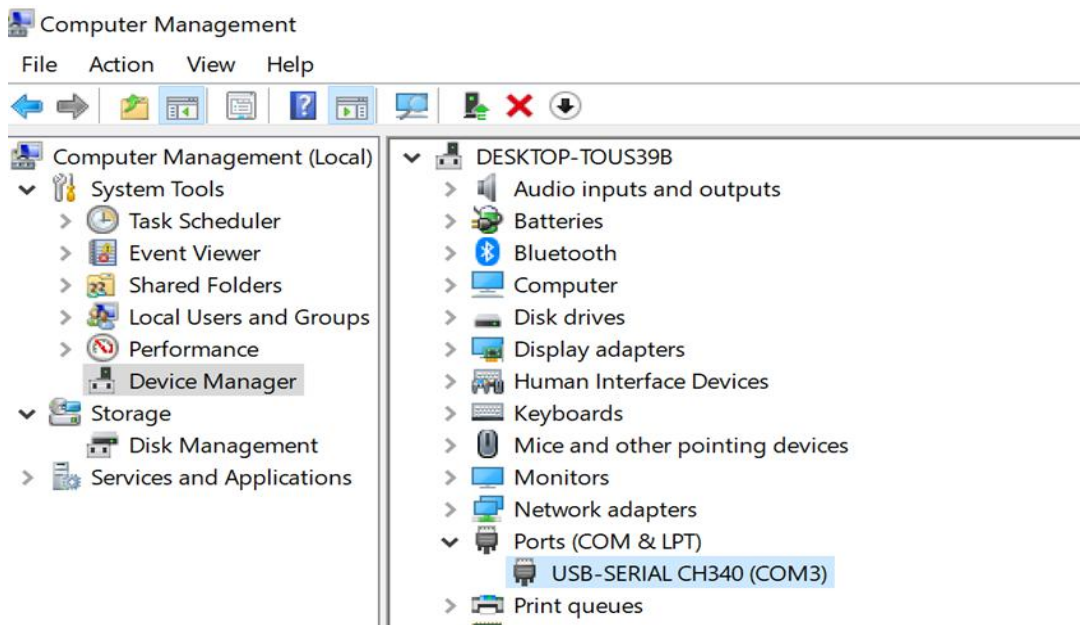 Computer Management
File Action View Help
Computer Management (Local)
System Tools
Task Scheduler
Event Viewer
Shared Folders
Local Users and Groups
Performance
Device Manager
Storage
Disk Management
Services and Applications
DESKTOP-TOUS39B
Audio inputs and outputs
Batteries
Bluetooth
Computer
Disk drives
Display adapters
Human Interface Devices
Keyboards
Mice and other pointing devices
Monitors
Network adapters
Ports (COM & LPT)
USB-SERIAL CH340 (COM3)
Print queues